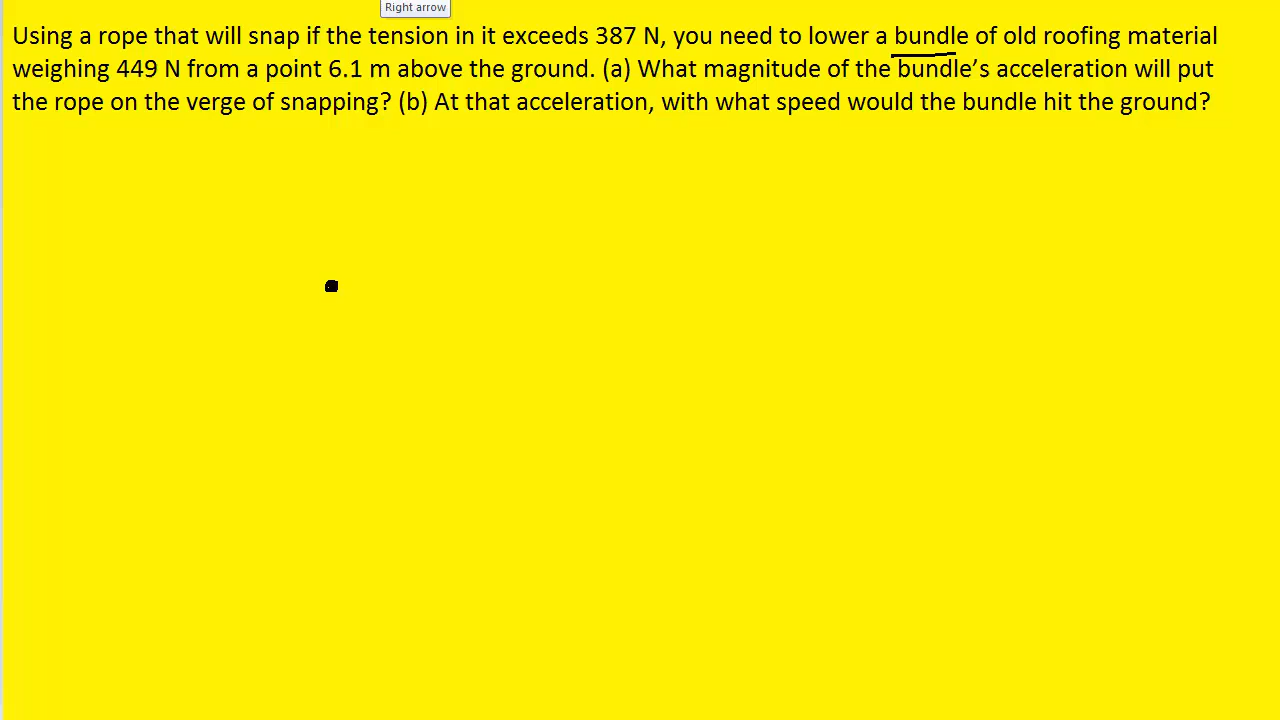 Right arrow
Using a rope that will snap if the tension in it exceeds 387 N, you need to lower a bundle of old roofing material
weighing 449 N from a point 6.1 m above the ground. (a) What magnitude of the bundle’s acceleration will put
the rope on the verge of snapping? (b) At that acceleration, with what speed would the bundle hit the ground?